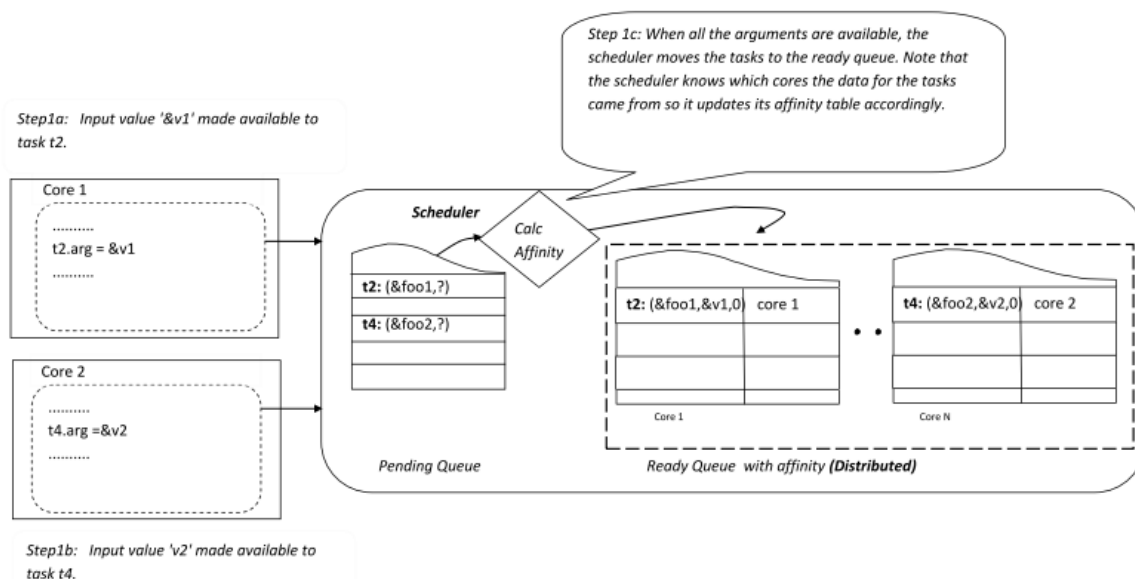 Step 1c: When all the arguments are available, the
scheduler moves the tasks to the ready queue. Note that
the scheduler knows which cores the data for the tasks
came from so it updates its affinity table accordingly.
Step1a: Input value '&v1' made available to
task t2.
Core 1
..........
t2.arg = &v1
..........
Scheduler
Calc
Affinity
t2: (&foo1,?)
t4: (&foo2,?)
t2: (&foo1,&v1,0) core 1
t4: (&foo2,&v2,0) core 2
Core 1
Core N
Core 2
..........
t4.arg =&v2
..........
Pending Queue
Ready Queue with affinity (Distributed)
Step1b: Input value 'v2' made available to
task t4.